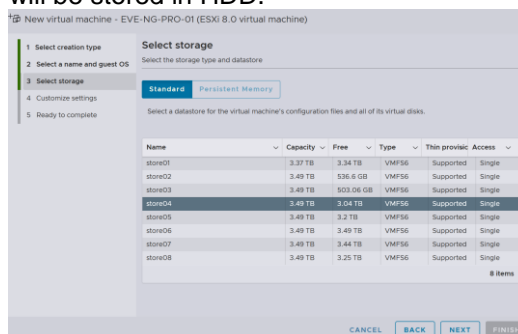 will be stored in HDD.
New virtual machine - EVE-NG-PRO-01 (ESXi 8.0 virtual machine)
1 Select creation type
2 Select a name and guest OS
3 Select storage
4 Customize settings
5 Ready to complete
Select storage
Select the storage type and datastore
Standard Persistent Memory
Select a datastore for the virtual machine's configuration files and all of its virtual disks.
Name Capacity Free Type Thin provisic Access
store01 3.37 TB 3.34 TB VMFS6 Supported Single
store02 3.49 TB 536.6 GB VMFS6 Supported Single
store03 3.49 TB 503.06 GB VMFS6 Supported Single
store04 3.49 TB 3.04 TB VMFS6 Supported Single
store05 3.49 TB 3.2 TB VMFS6 Supported Single
store06 3.49 TB 3.49 TB VMFS6 Supported Single
store07 3.49 TB 3.44 TB VMFS6 Supported Single
store08 3.49 TB 3.25 TB VMFS6 Supported Single
8 items
CANCEL BACK NEXT FINISH